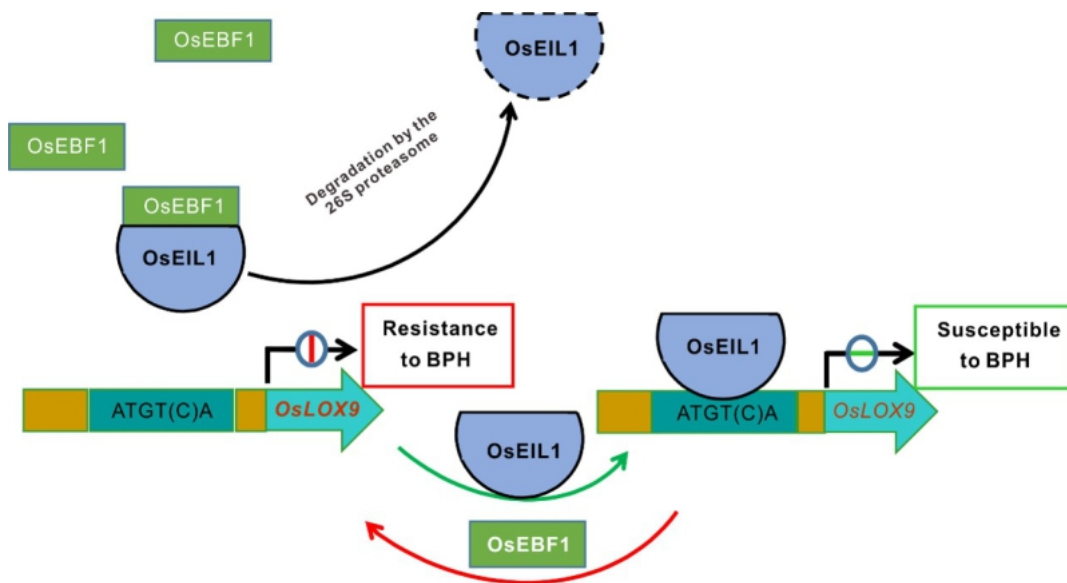 OsEBF1
OsEIL1
OsEBF1
Degradation by the
26S proteasome
OsEBF1
OsEIL1
Resistance
to BPH
ATGT(C)A
OsLOX9
OsEIL1
Susceptible
to BPH
ATGT(C)A
OsLOX9
OsEIL1
OsEBF1